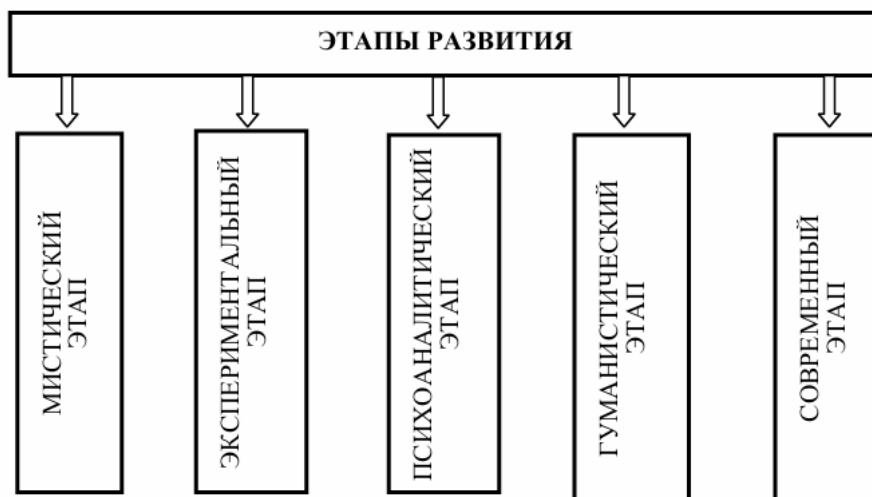 ЭТАПЫ РАЗВИТИЯ
МИСТИЧЕСКИЙ
ЭТАП
ЭКСПЕРИМЕНТАЛЬНЫЙ
ЭТАП
ПСИХОАНАЛИТИЧЕСКИЙ
ЭТАП
ГУМАНИСТИЧЕСКИЙ
ЭТАП
СОВРЕМЕННЫЙ
ЭТАП